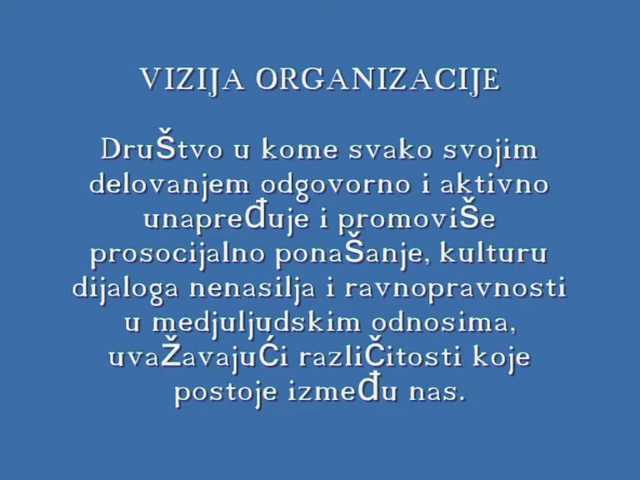 VIZIJA ORGANIZACIJE
Društvo u kome svako svojim
delovanjem odgovorno i aktivno
unapređuje i promoviše
prosocijalno ponašanje, kulturu
dijaloga nenasilja i ravnopravnosti
u medjuljudskim odnosima,
uvažavajući različitosti koje
postoje između nas.